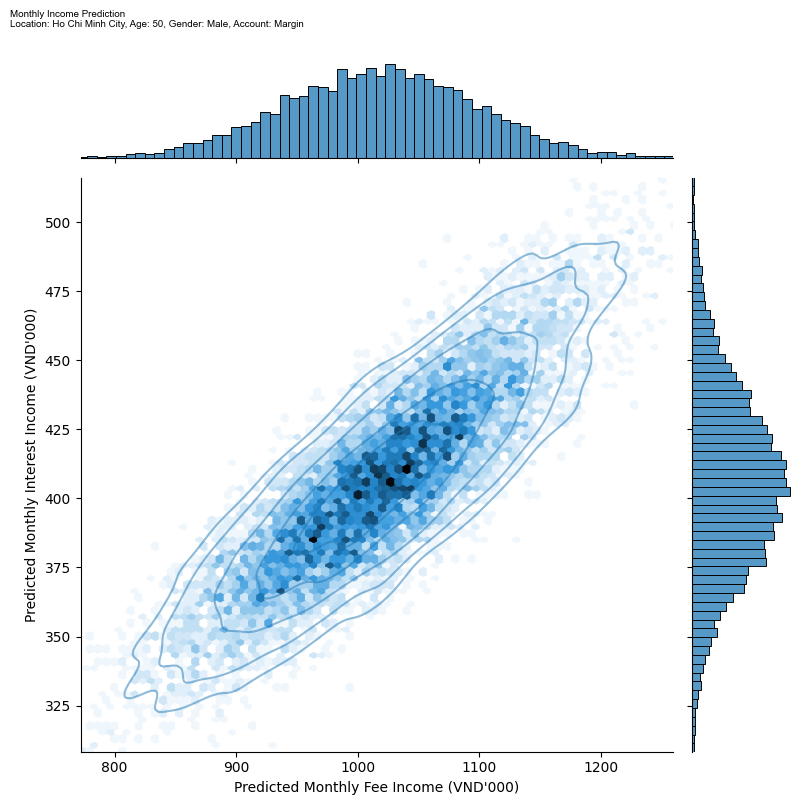 Monthly Income Prediction
Location: Ho Chi Minh City, Age: 50, Gender: Male, Account: Margin
500
475
450
425
400
375
350
325
Predicted Monthly Interest Income (VND'000)
800 900 1000 1100 1200
Predicted Monthly Fee Income (VND'000)